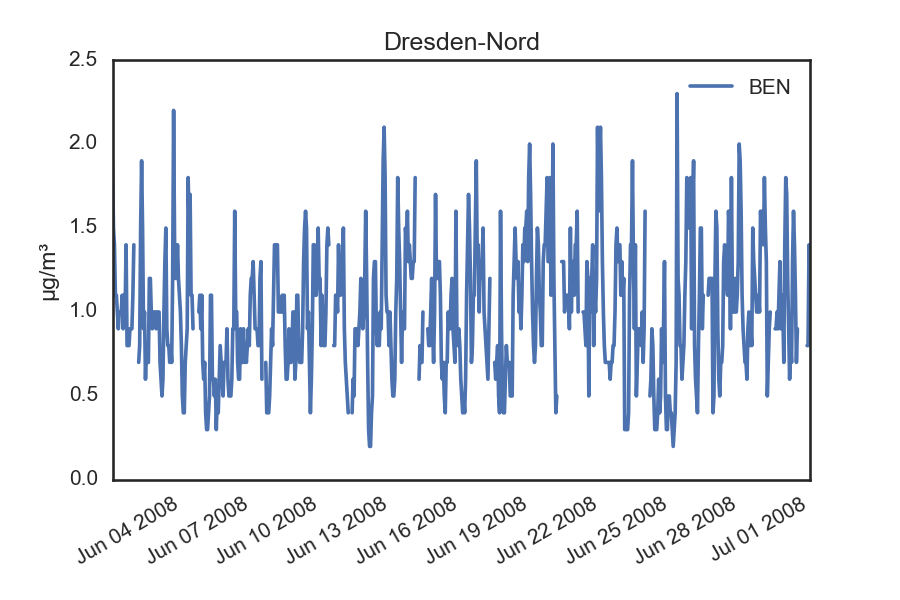 Dresden-Nord
2.5
BEN
2.0
1.5
µg/m³
1.0
0.5
0.0
Jun 04 2008
Jun 07 2008
Jun 10 2008
Jun 13 2008
Jun 16 2008
Jun 19 2008
Jun 22 2008
Jun 25 2008
Jun 28 2008
Jul 01 2008